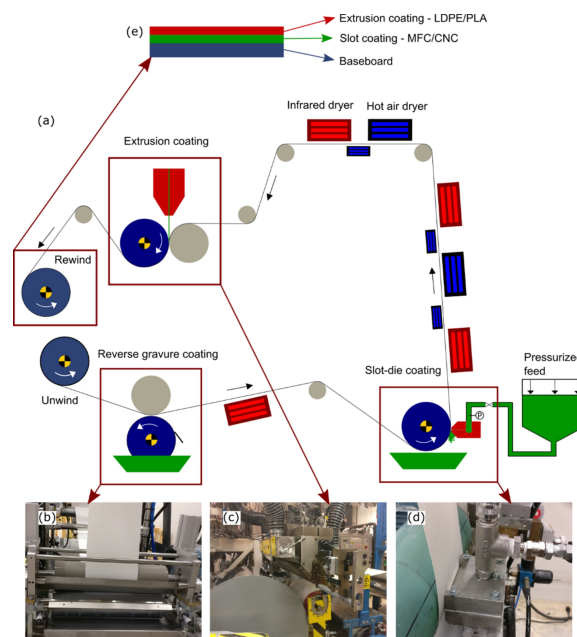 (e)
Extrusion coating - LDPE/PLA
Slot coating - MFC/CNC
Baseboard
(a)
Infrared dryer
Hot air dryer
Extrusion coating
Rewind
Reverse gravure coating
Unwind
Slot-die coating
Pressurized
feed
P
(b)
(c)
(d)